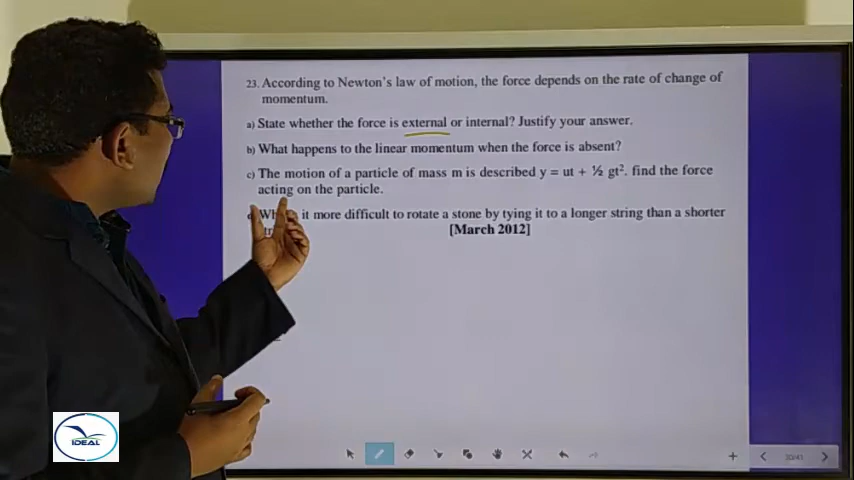 23. According to Newton's law of motion, the force depends on the rate of change of
momentum.
a) State whether the force is external or internal? Justify your answer.
b) What happens to the linear momentum when the force is absent?
c) The motion of a particle of mass m is described y = ut + ½ gt². find the force
acting on the particle.
it more difficult to rotate a stone by tying it to a longer string than a shorter
[March 2012]
IDEAL